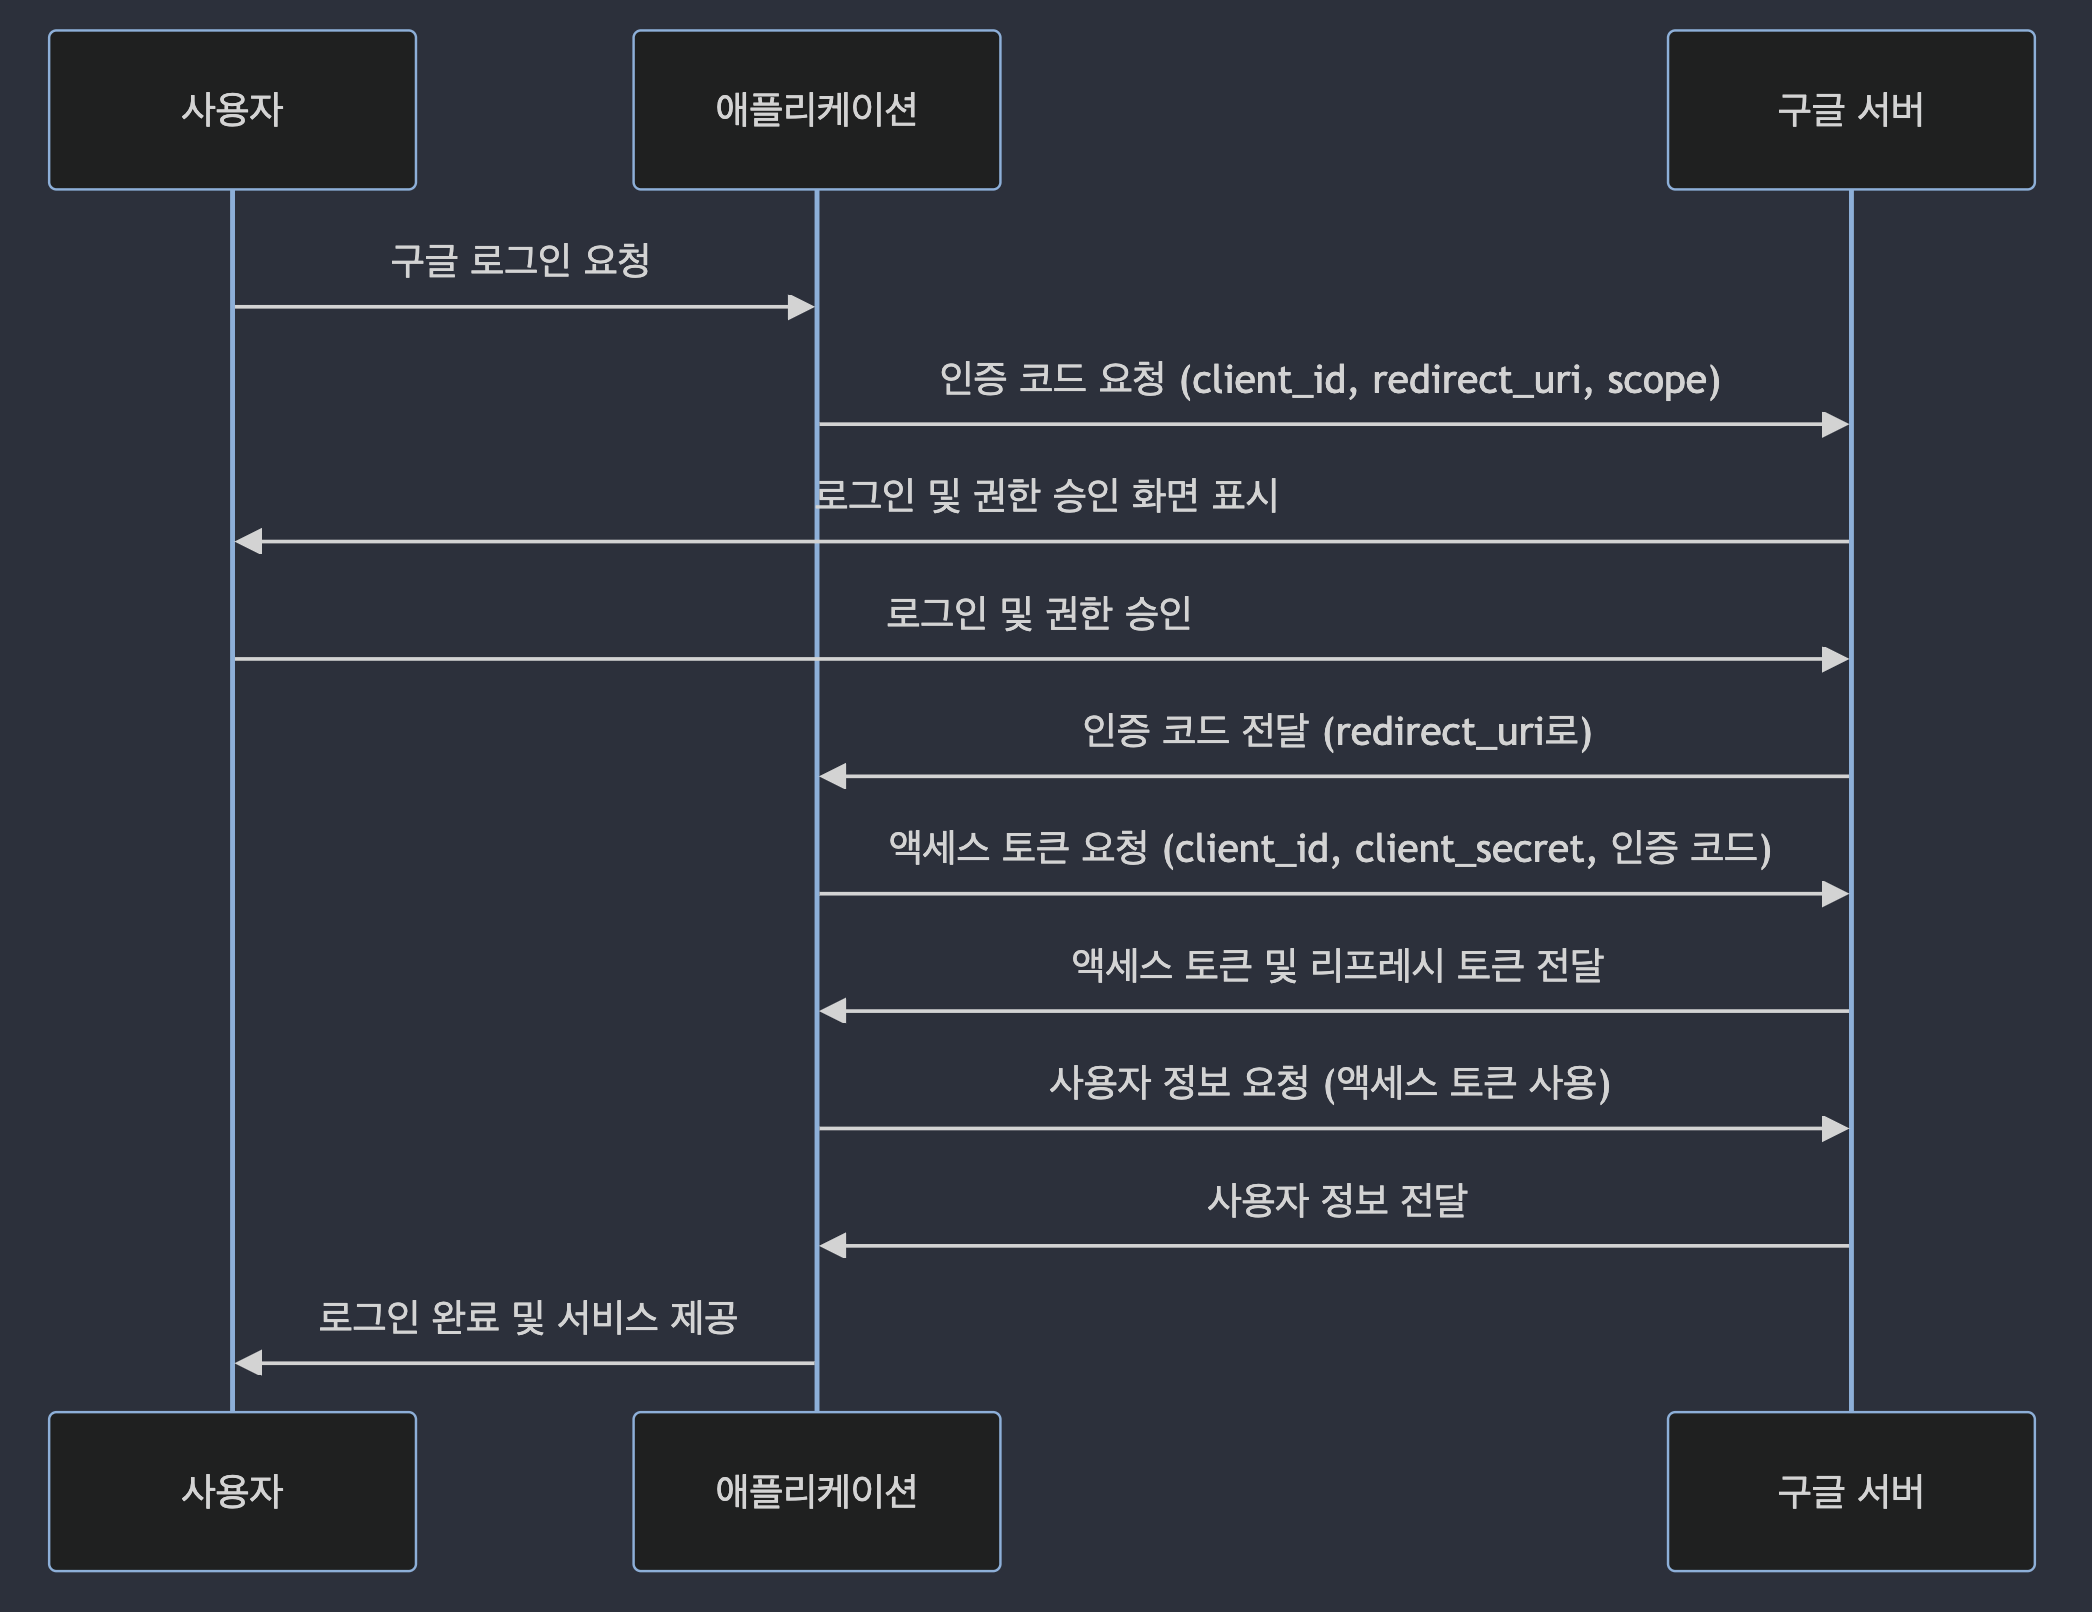 사용자
애플리케이션
구글 서버
구글 로그인 요청
인증 코드 요청 (client_id, redirect_uri, scope)
로그인 및 권한 승인 화면 표시
로그인 및 권한 승인
인증 코드 전달 (redirect_uri로)
액세스 토큰 요청 (client_id, client_secret, 인증 코드)
액세스 토큰 및 리프레시 토큰 전달
사용자 정보 요청 (액세스 토큰 사용)
사용자 정보 전달
로그인 완료 및 서비스 제공
사용자
애플리케이션
구글 서버